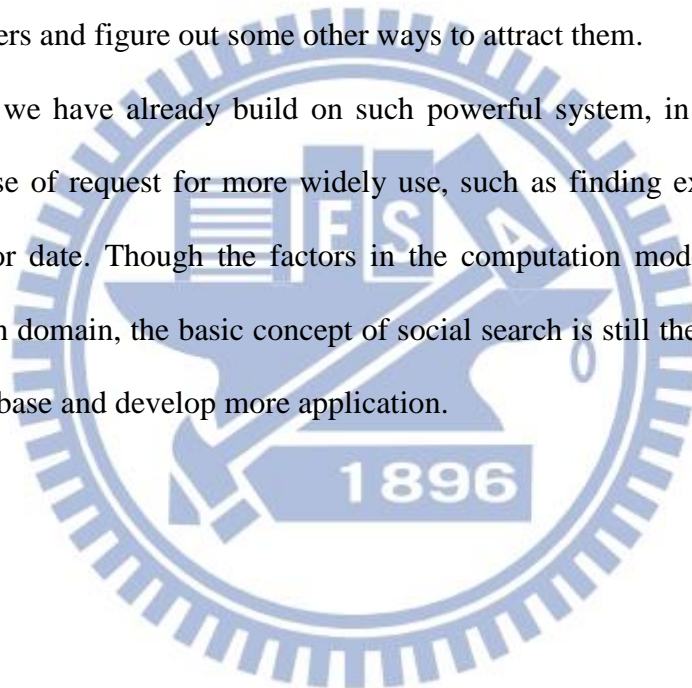 ers and figure out some other ways to attract them.
we have already build on such powerful system, in
se of request for more widely use, such as finding ex
or date. Though the factors in the computation mod
n domain, the basic concept of social search is still the
base and develop more application.
E S A
1896